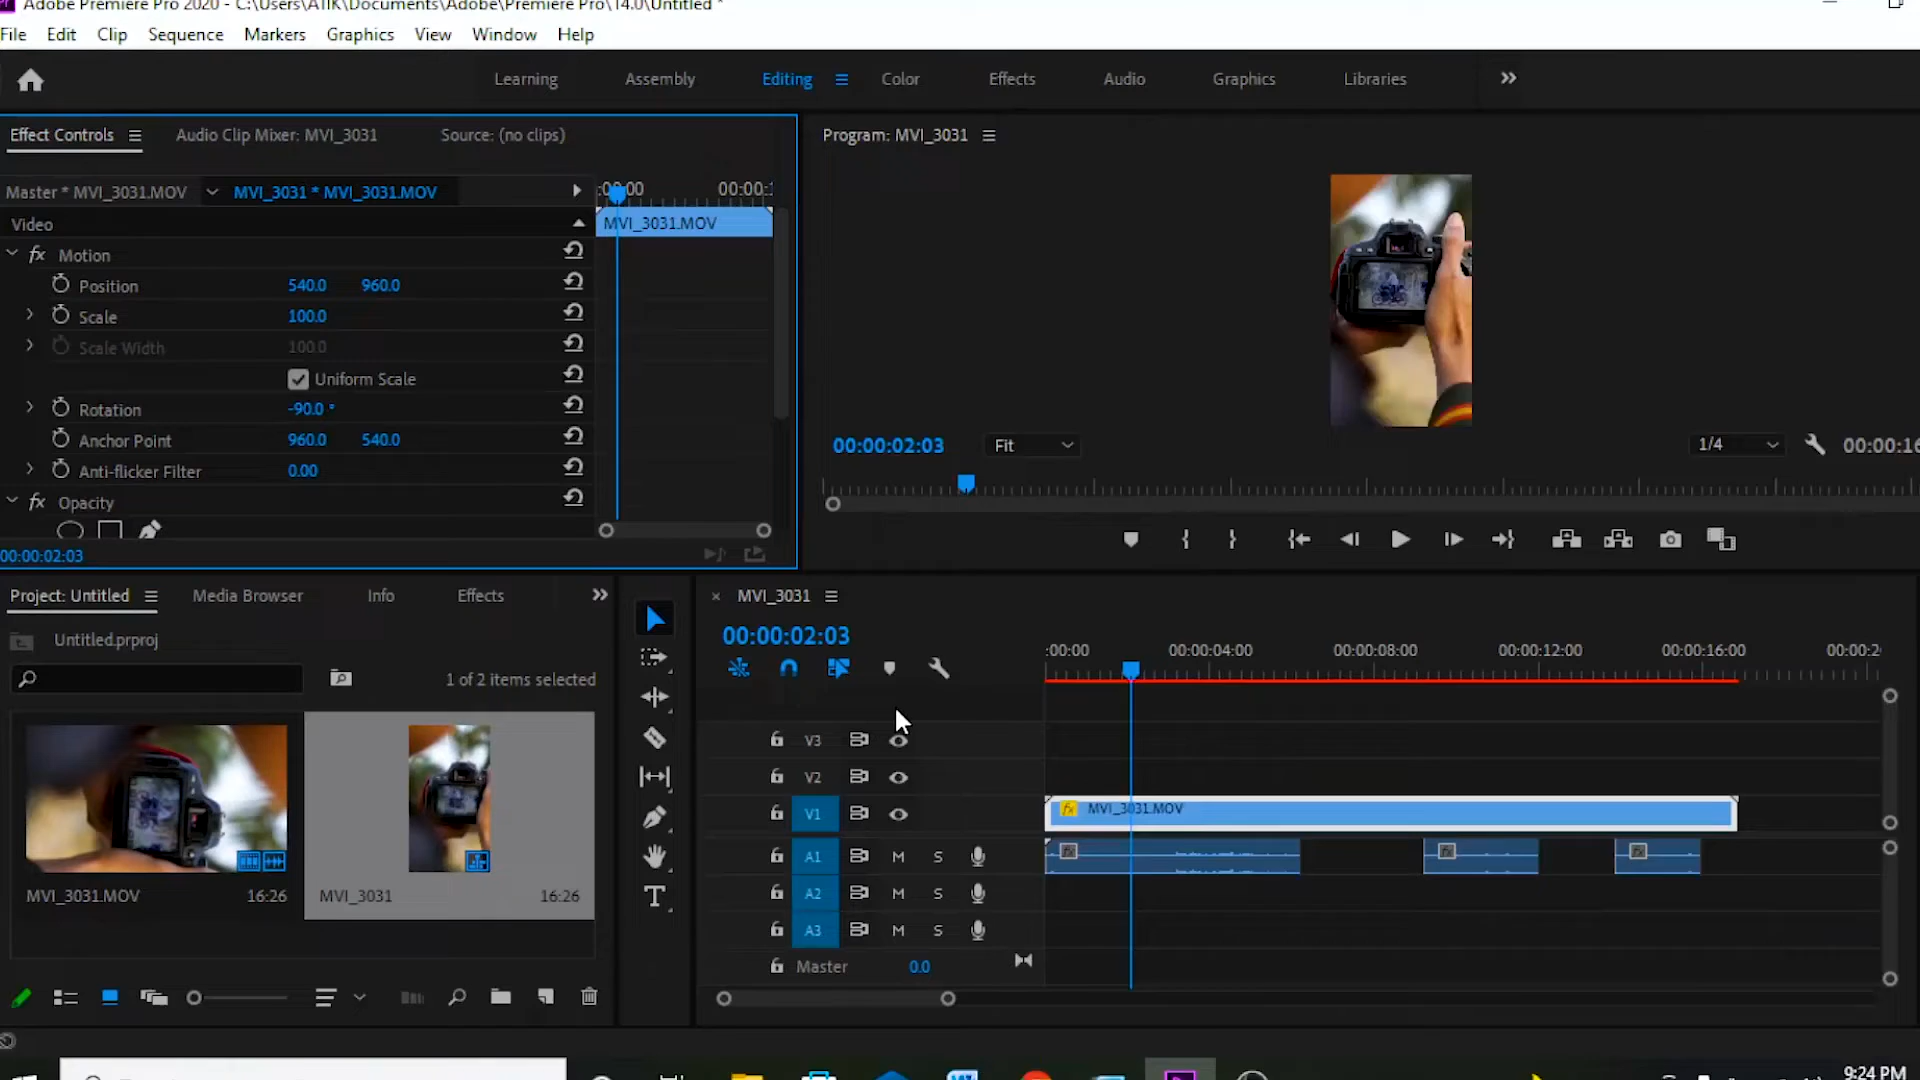 Adobe Premiere Pro 2020 - C:\Users\ATIK\Documents\Adobe\Premiere Pro\14.0\Untitled *
File Edit Clip Sequence Markers Graphics View Window Help
Learning Assembly Editing Color Effects Audio Graphics Libraries
Effect Controls Audio Clip Mixer: MVI_3031 Source: (no clips)
Program: MVI_3031
Master * MVI_3031.MOV MVI_3031 * MVI_3031.MOV
:00:00 00:00:1
Video
MVI_3031.MOV
fx Motion
Position 540.0 960.0
Scale 100.0
Scale Width 100.0
Uniform Scale
Rotation -90.0 °
Anchor Point 960.0 540.0
Anti-flicker Filter 0.00
fx Opacity
00:00:02:03
00:00:02:03 Fit 1/4 00:00:16
Project: Untitled Media Browser Info Effects
Untitled.prproj
1 of 2 items selected
MVI_3031.MOV 16:26
MVI_3031 16:26
MVI_3031
00:00:02:03
:00:00 00:00:04:00 00:00:08:00 00:00:12:00 00:00:16:00 00:00:2
V3
V2
V1
fx MVI_3031.MOV
A1 M S
fx fx fx
A2 M S
A3 M S
Master 0.0
9:24 PM